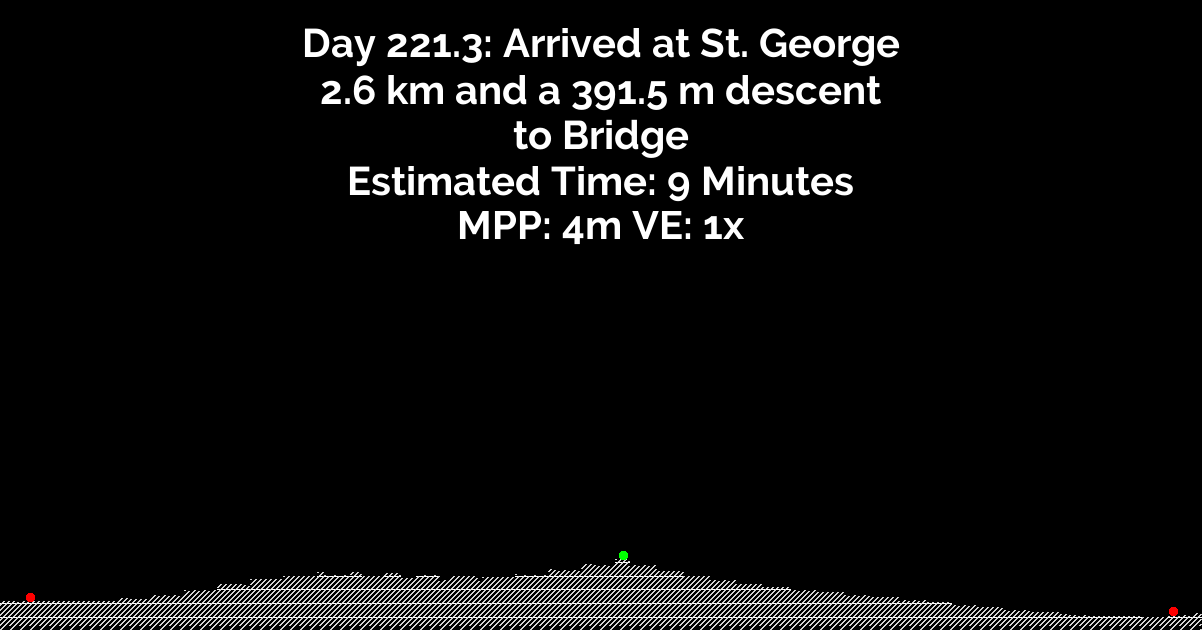 Day 221.3: Arrived at St. George
2.6 km and a 391.5 m descent
to Bridge
Estimated Time: 9 Minutes
MPP: 4m VE: 1x